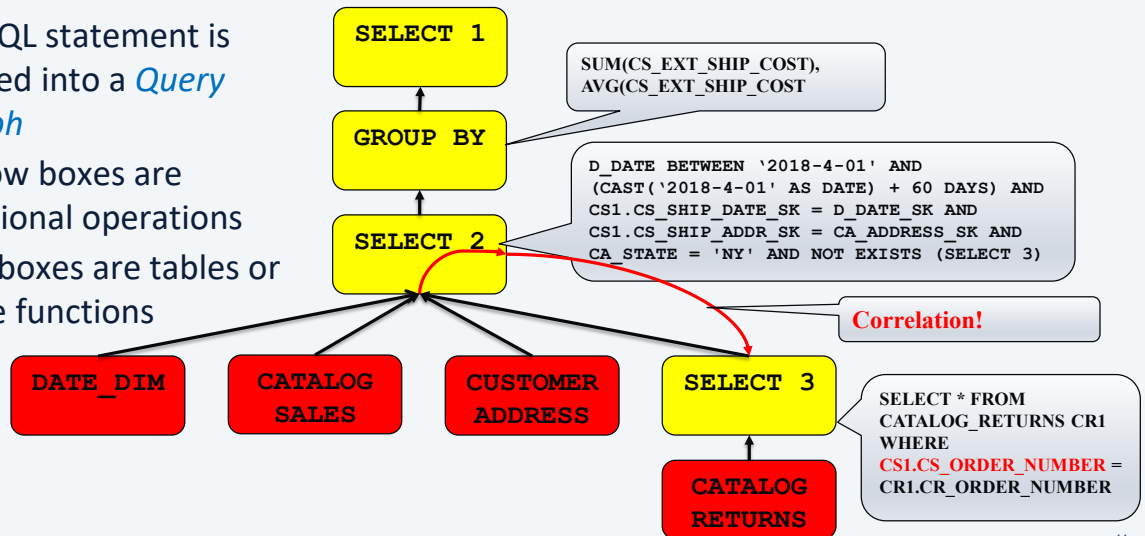 QL statement is
ed into a Query
ph
ow boxes are
ional operations
boxes are tables or
e functions
SELECT 1
SUM(CS_EXT_SHIP_COST),
AVG(CS_EXT_SHIP_COST
GROUP BY
D_DATE BETWEEN ‘2018-4-01' AND
(CAST(‘2018-4-01' AS DATE) + 60 DAYS) AND
CS1.CS_SHIP_DATE_SK = D_DATE_SK AND
CS1.CS_SHIP_ADDR_SK = CA_ADDRESS_SK AND
CA_STATE = 'NY' AND NOT EXISTS (SELECT 3)
SELECT 2
Correlation!
DATE_DIM
CATALOG
SALES
CUSTOMER
ADDRESS
SELECT 3
SELECT * FROM
CATALOG_RETURNS CR1
WHERE
CS1.CS_ORDER_NUMBER =
CR1.CR_ORDER_NUMBER
CATALOG
RETURNS